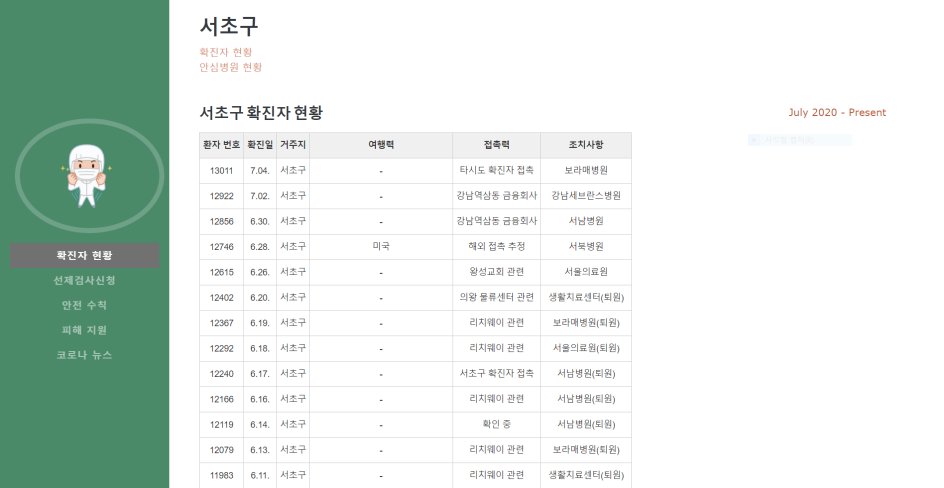 서초구
확진자 현황
안심병원 현황
확진자 현황
선제검사신청
안전 수칙
피해 지원
코로나 뉴스
서초구 확진자 현황
July 2020 - Present
환자 번호 확진일 거주지 여행력 접촉력 조치사항
13011 7.04. 서초구 - 타시도 확진자 접촉 보라매병원
12922 7.02. 서초구 - 강남역삼동 금융회사 강남세브란스병원
12856 6.30. 서초구 - 강남역삼동 금융회사 서남병원
12746 6.28. 서초구 미국 해외 접촉 추정 서북병원
12615 6.26. 서초구 - 왕성교회 관련 서울의료원
12402 6.20. 서초구 - 의왕 물류센터 관련 생활치료센터(퇴원)
12367 6.19. 서초구 - 리치웨이 관련 보라매병원(퇴원)
12292 6.18. 서초구 - 리치웨이 관련 서울의료원(퇴원)
12240 6.17. 서초구 - 서초구 확진자 접촉 서남병원(퇴원)
12166 6.16. 서초구 - 리치웨이 관련 서남병원(퇴원)
12119 6.14. 서초구 - 확인 중 서남병원(퇴원)
12079 6.13. 서초구 - 리치웨이 관련 보라매병원(퇴원)
11983 6.11. 서초구 - 리치웨이 관련 생활치료센터(퇴원)